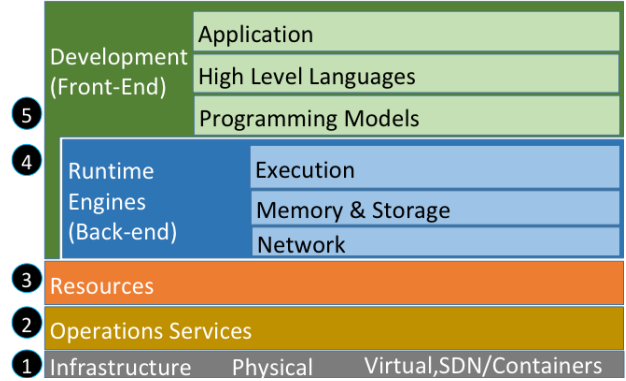 Application
Development
(Front-End)
High Level Languages
5
Programming Models
4
Runtime
Engines
(Back-end)
Execution
Memory & Storage
Network
3
Resources
2
Operations Services
1
Infrastructure Physical Virtual,SDN/Containers